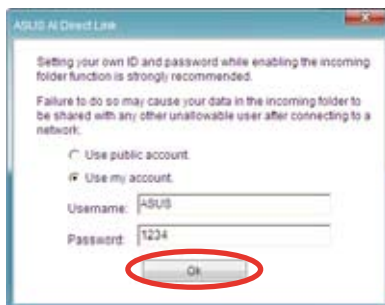 ASUS AI Direct Link
Setting your own ID and password while enabling the incoming
folder function is strongly recommended.
Failure to do so may cause your data in the incoming folder to
be shared with any other unallowable user after connecting to a
network.
Use public account.
Use my account.
Username: ASUS
Password: 1234
Ok